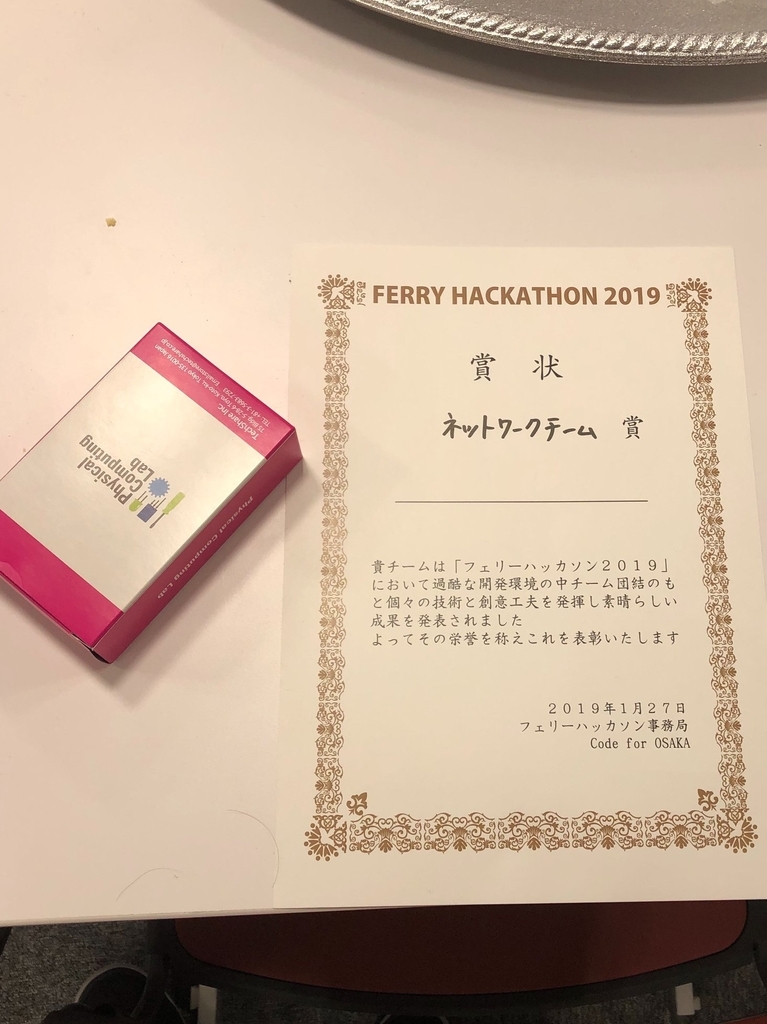 FERRY HACKATHON 2019
賞 状
ネットワークチーム 賞
貴チームは「フェリーハッカソン２０１９」
において過酷な開発環境の中チーム団結のも
と個々の技術と創意工夫を発揮し素晴らしい
成果を発表されました
よってその栄誉を称えこれを表彰いたします
２０１９年１月２７日
フェリーハッカソン事務局
Code for OSAKA
Physical
Computing
Lab
Physical Computing Lab
TechShare Inc.